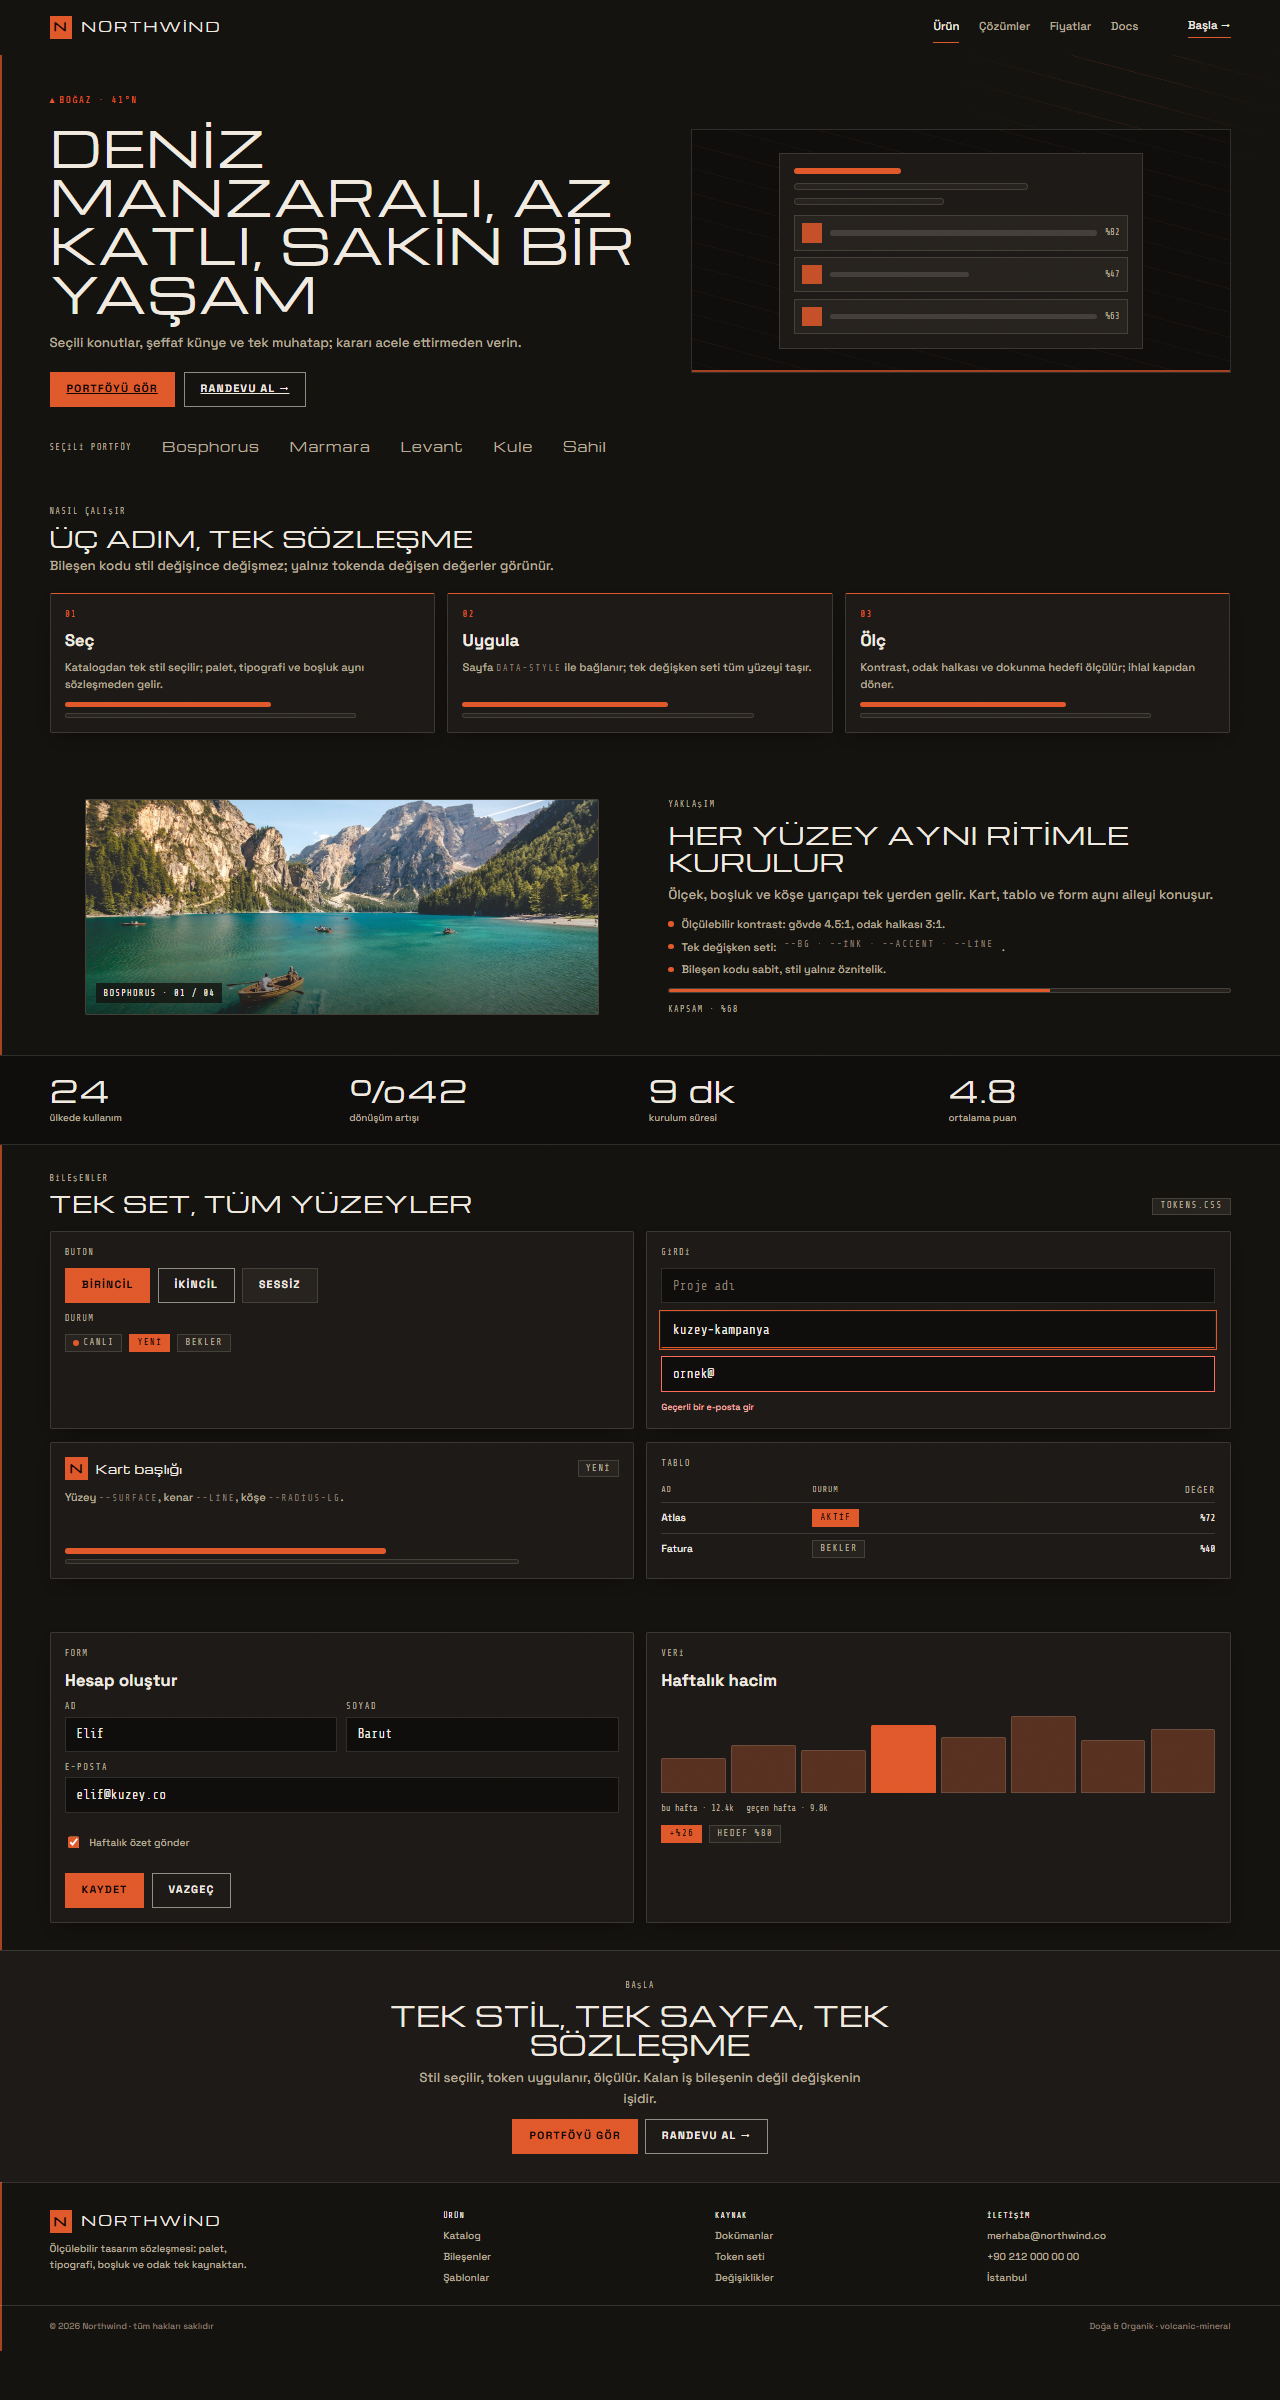 N NORTHWİND
Ürün Çözümler Fiyatlar Docs Başla →
▲ BOĞAZ · 41°N
DENİZ
MANZARALI, AZ
KATLI, SAKİN BİR
YAŞAM
Seçili konutlar, şeffaf künye ve tek muhatap; kararı acele ettirmeden verin.
PORTFÖYÜ GÖR RANDEVU AL →
%82
%47
%63
SEÇİLİ PORTFÖY Bosphorus Marmara Levant Kule Sahil
NASIL ÇALIŞIR
ÜÇ ADIM, TEK SÖZLEŞME
Bileşen kodu stil değişince değişmez; yalnız tokenda değişen değerler görünür.
01
Seç
Katalogdan tek stil seçilir; palet, tipografi ve boşluk aynı
sözleşmeden gelir.
02
Uygula
Sayfa DATA-STYLE ile bağlanır; tek değişken seti tüm yüzeyi taşır.
03
Ölç
Kontrast, odak halkası ve dokunma hedefi ölçülür; ihlal kapıdan
döner.
BOSPHORUS · 01 / 04
YAKLAŞIM
HER YÜZEY AYNI RİTİMLE
KURULUR
Ölçek, boşluk ve köşe yarıçapı tek yerden gelir. Kart, tablo ve form aynı aileyi konuşur.
Ölçülebilir kontrast: gövde 4.5:1, odak halkası 3:1.
Tek değişken seti: --BG · --İNK · --ACCENT · --LİNE .
Bileşen kodu sabit, stil yalnız öznitelik.
KAPSAM · %68
24
ülkede kullanım
%42
dönüşüm artışı
9 dk
kurulum süresi
4.8
ortalama puan
BİLEŞENLER
TEK SET, TÜM YÜZEYLER
TOKENS.CSS
BUTON
BİRİNCİL İKİNCİL SESSİZ
DURUM
CANLI YENİ BEKLER
GİRDİ
Proje adı
kuzey-kampanya
ornek@
Geçerli bir e-posta gir
N Kart başlığı YENİ
Yüzey --SURFACE, kenar --LİNE, köşe --RADİUS-LG.
TABLO
AD DURUM DEĞER
Atlas AKTİF %72
Fatura BEKLER %40
FORM
Hesap oluştur
AD SOYAD
Elif Barut
E-POSTA
elif@kuzey.co
Haftalık özet gönder
KAYDET VAZGEÇ
VERİ
Haftalık hacim
bu hafta · 12.4k geçen hafta · 9.8k
+%26 HEDEF %80
BAŞLA
TEK STİL, TEK SAYFA, TEK
SÖZLEŞME
Stil seçilir, token uygulanır, ölçülür. Kalan iş bileşenin değil değişkenin
işidir.
PORTFÖYÜ GÖR RANDEVU AL →
N NORTHWİND
Ölçülebilir tasarım sözleşmesi: palet,
tipografi, boşluk ve odak tek kaynaktan.
ÜRÜN
Katalog
Bileşenler
Şablonlar
KAYNAK
Dokümanlar
Token seti
Değişiklikler
İLETİŞİM
merhaba@northwind.co
+90 212 000 00 00
İstanbul
© 2026 Northwind · tüm hakları saklıdır
Doğa & Organik · volcanic-mineral